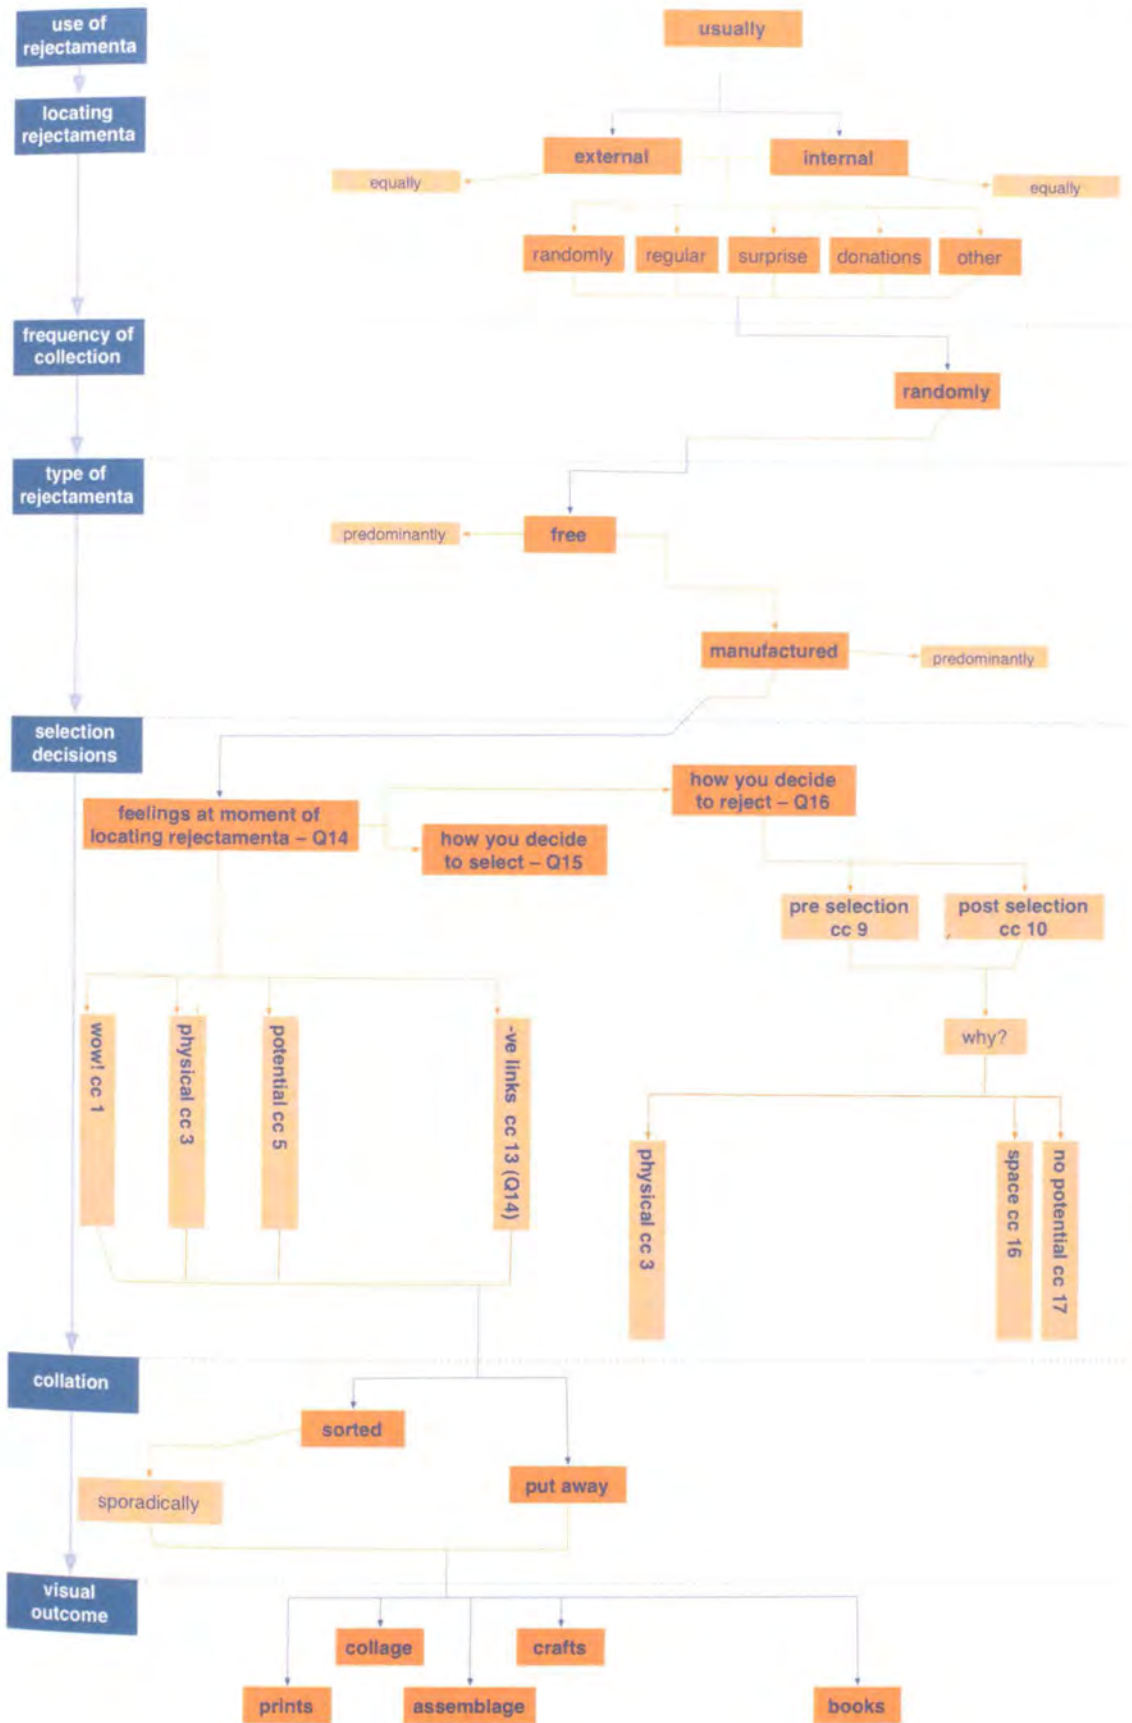 use of
rejectamenta
usually
locating
rejectamenta
external
internal
equally
equally
randomly
regular
surprise
donations
other
frequency of
collection
randomly
type of
rejectamenta
predominantly
free
manufactured
predominantly
selection
decisions
feelings at moment of
locating rejectamenta – Q14
how you decide
to select – Q15
how you decide
to reject – Q16
pre selection
cc 9
post selection
cc 10
why?
wow! cc 1
physical cc 3
potential cc 5
-ve links cc 13 (Q14)
physical cc 3
space cc 16
no potential cc 17
collation
sorted
sporadically
put away
visual
outcome
collage
crafts
prints
assemblage
books